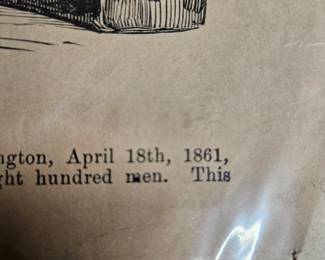 ngton, April 18th, 1861,
ght hundred men. This